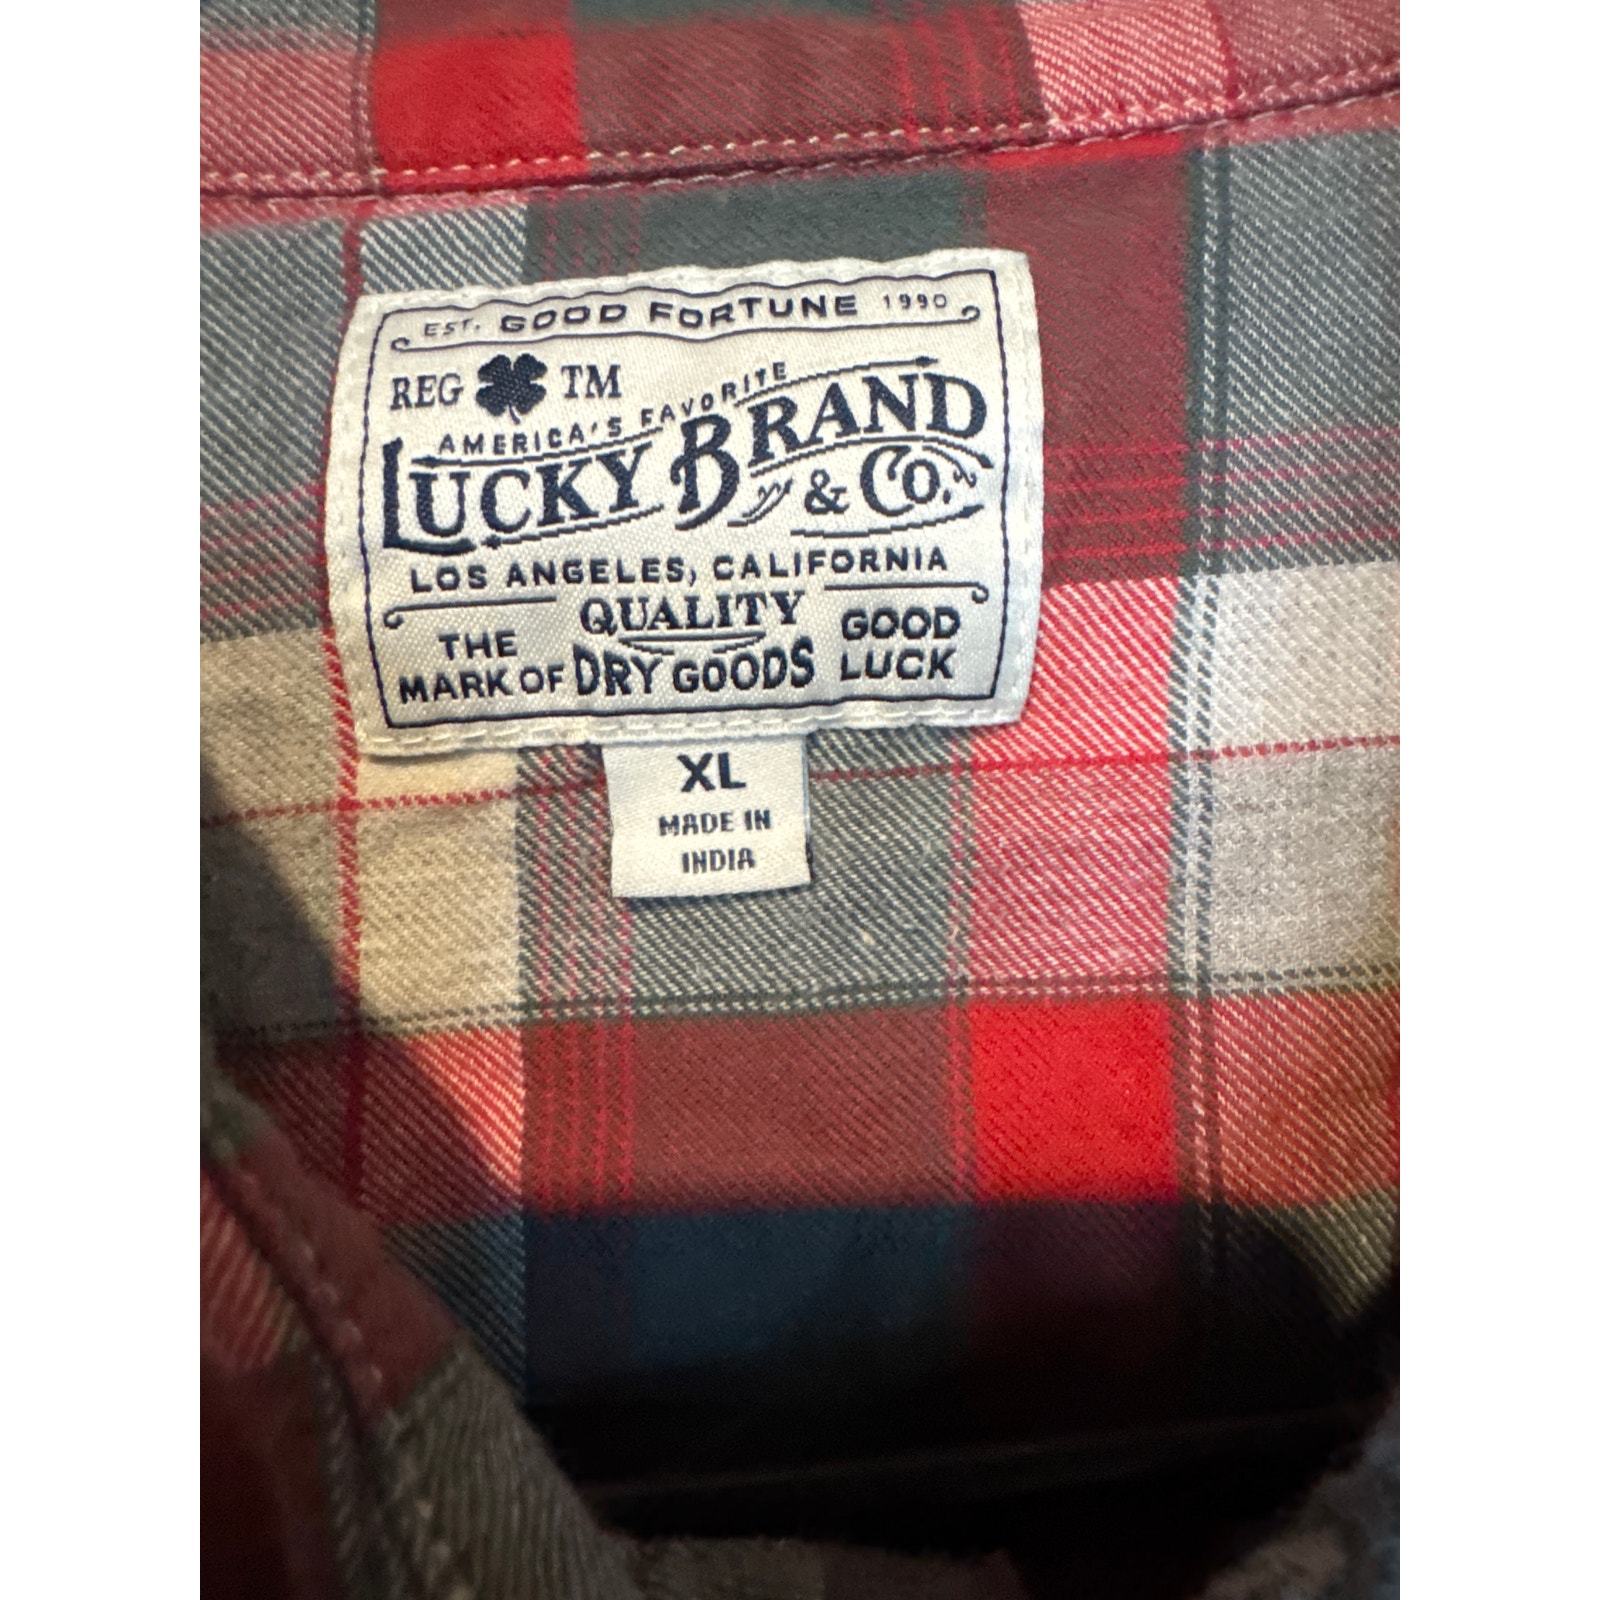 EST. GOOD FORTUNE 1990
REG TM
AMERICA'S FAVORITE
LUCKY BRAND
& CO.
LOS ANGELES, CALIFORNIA
QUALITY
THE MARK OF DRY GOODS GOOD LUCK
XL
MADE IN
INDIA